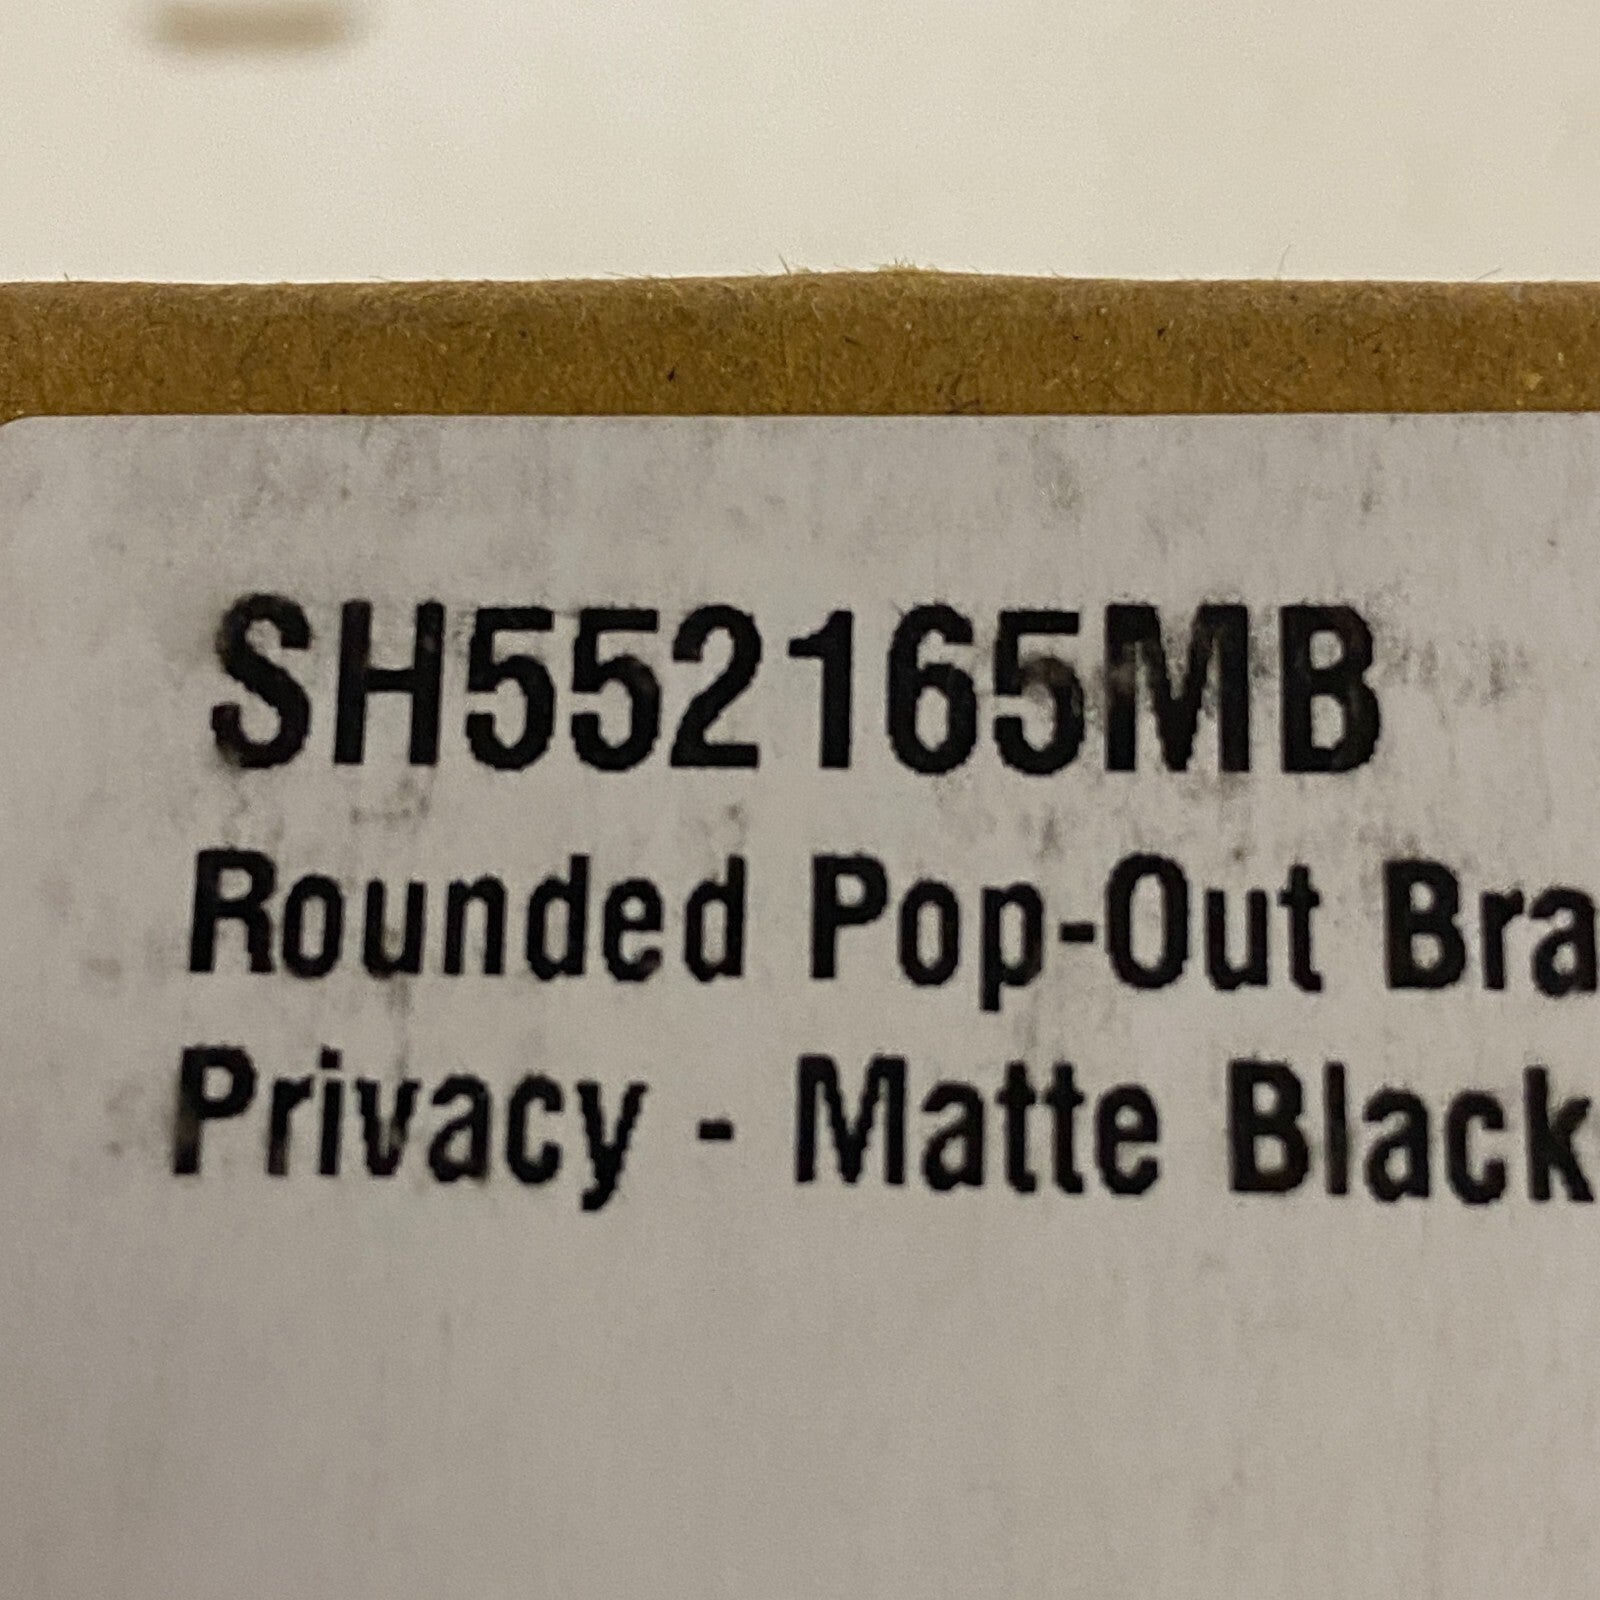 SH552165MB
Rounded Pop-Out Bra
Privacy - Matte Black